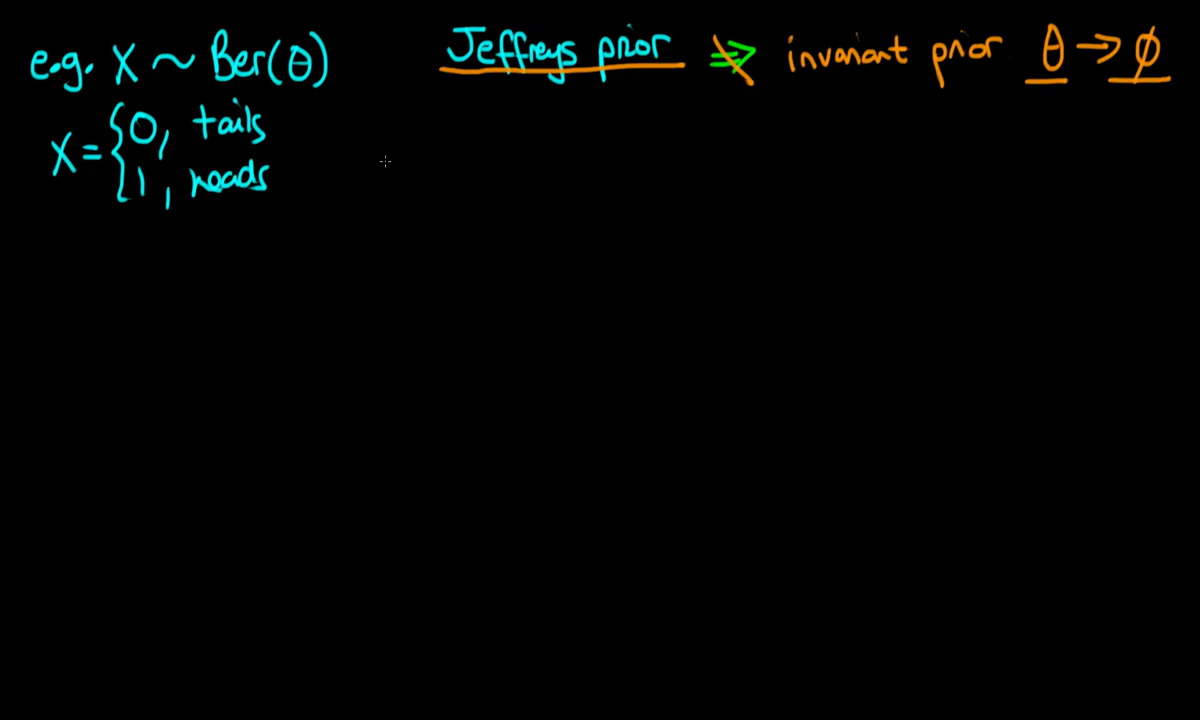 e.g. X ~ Ber(θ)
X = { 0, tails
1, heads
Jeffreys prior ⇏ invariant prior θ → ϕ